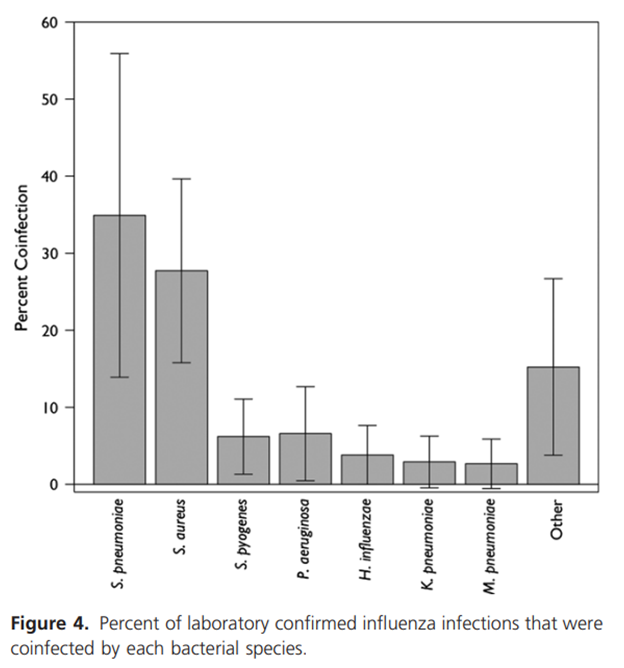 60
50
40
30
20
10
0
Percent Coinfection
S. pneumoniae
S. aureus
S. pyogenes
P. aeruginosa
H. influenzae
K. pneumoniae
M. pneumoniae
Other
Figure 4. Percent of laboratory confirmed influenza infections that were
coinfected by each bacterial species.